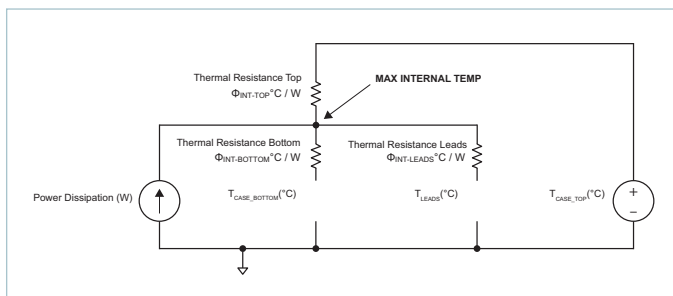 Thermal Resistance Top
ΦINT-TOP°C / W
MAX INTERNAL TEMP
Thermal Resistance Bottom
ΦINT-BOTTOM°C / W
Thermal Resistance Leads
ΦINT-LEADS°C / W
Power Dissipation (W)
TCASE_BOTTOM(°C)
TLEADS(°C)
TCASE_TOP(°C)
+
–